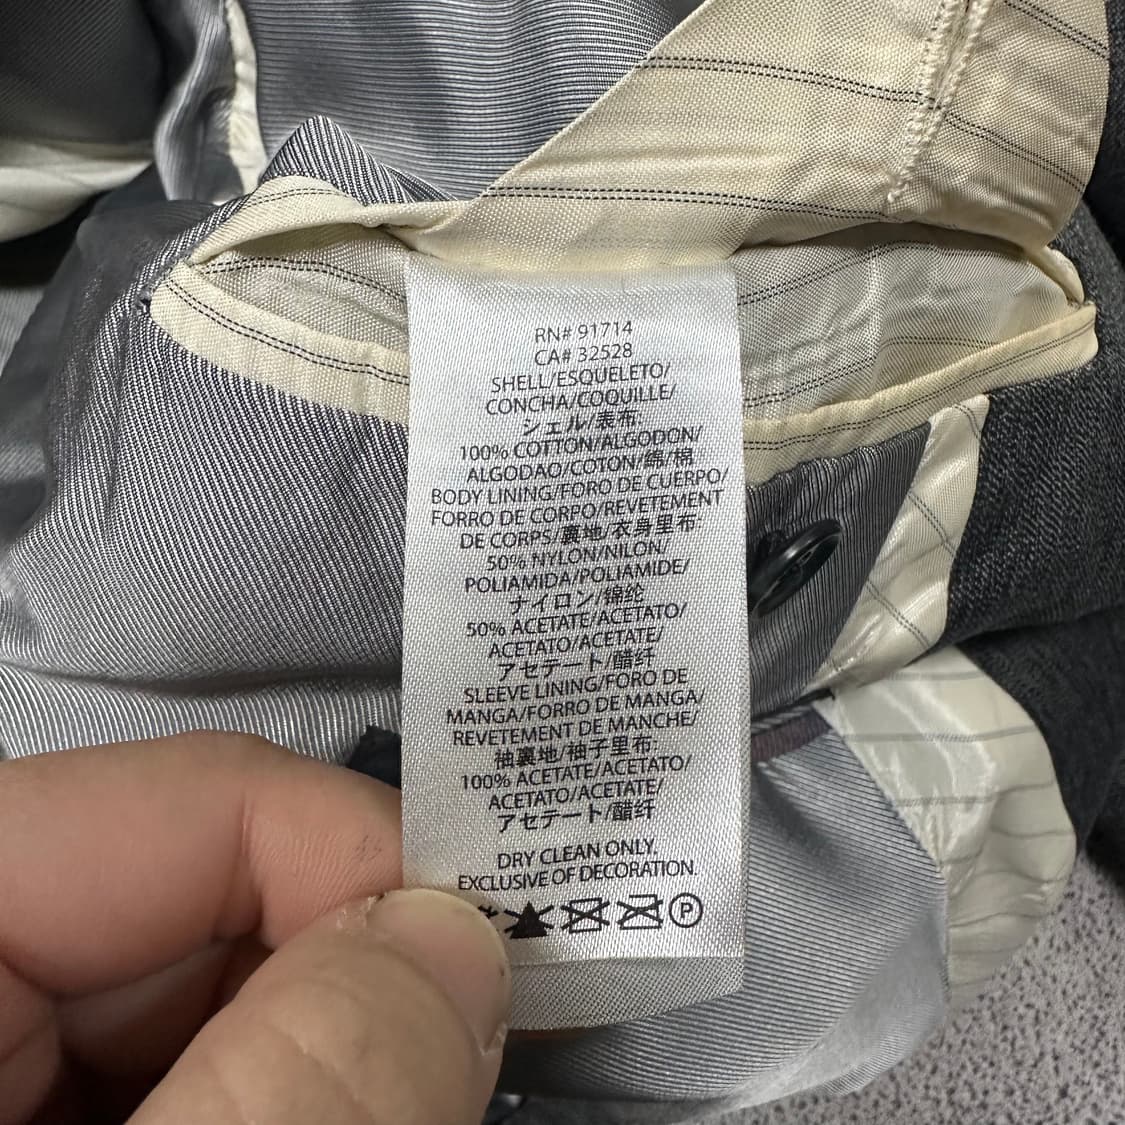 RN# 91714
CA# 32528
SHELL/ESQUELETO/
CONCHA/COQUILLE/
シェル/表布:
100% COTTON/ALGODON/
ALGODAO/COTON/綿/棉
BODY LINING/FORO DE CUERPO/
FORRO DE CORPO/REVETEMENT
DE CORPS/裏地/衣身里布:
50% NYLON/NILON/
POLIAMIDA/POLIAMIDE/
ナイロン/锦纶
50% ACETATE/ACETATO/
ACETATO/ACETATE/
アセテート/醋纤
SLEEVE LINING/FORO DE
MANGA/FORRO DE MANGA/
REVETEMENT DE MANCHE/
袖裏地/袖子里布:
100% ACETATE/ACETATO/
ACETATO/ACETATE/
アセテート/醋纤
DRY CLEAN ONLY.
EXCLUSIVE OF DECORATION.
P